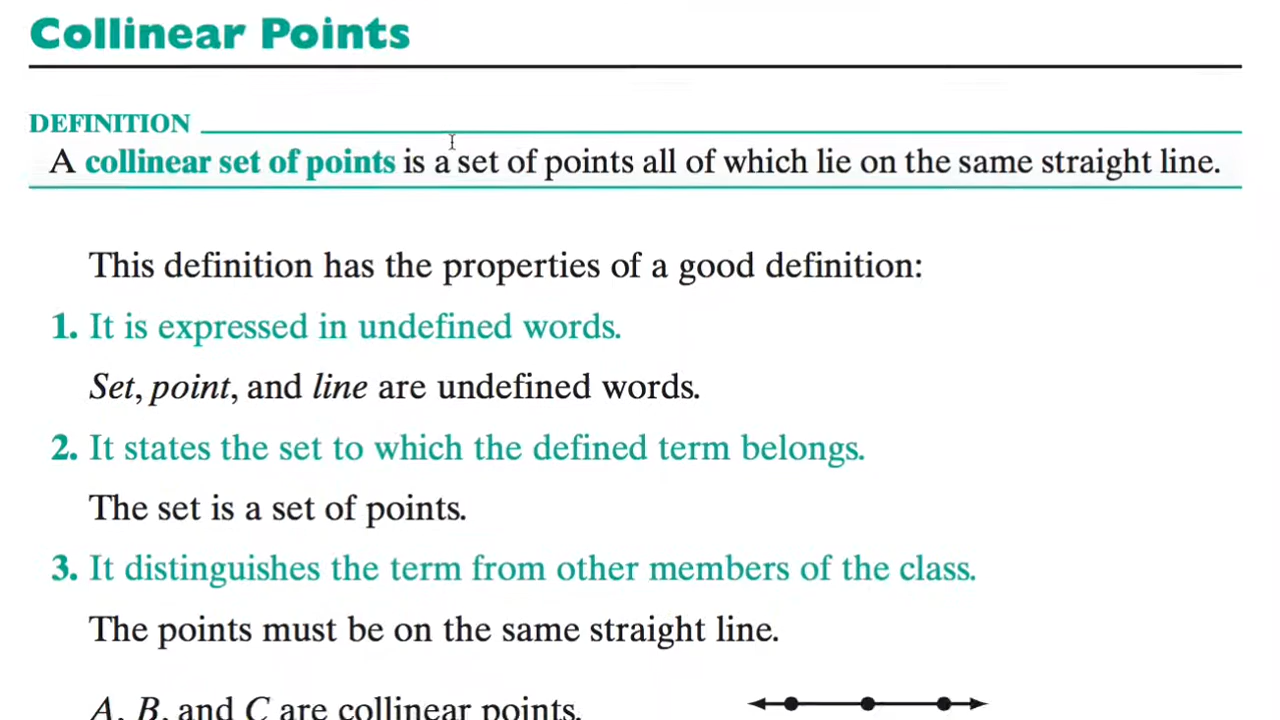 Collinear Points
DEFINITION
A collinear set of points is a set of points all of which lie on the same straight line.
This definition has the properties of a good definition:
1. It is expressed in undefined words.
Set, point, and line are undefined words.
2. It states the set to which the defined term belongs.
The set is a set of points.
3. It distinguishes the term from other members of the class.
The points must be on the same straight line.
A, B, and C are collinear points.